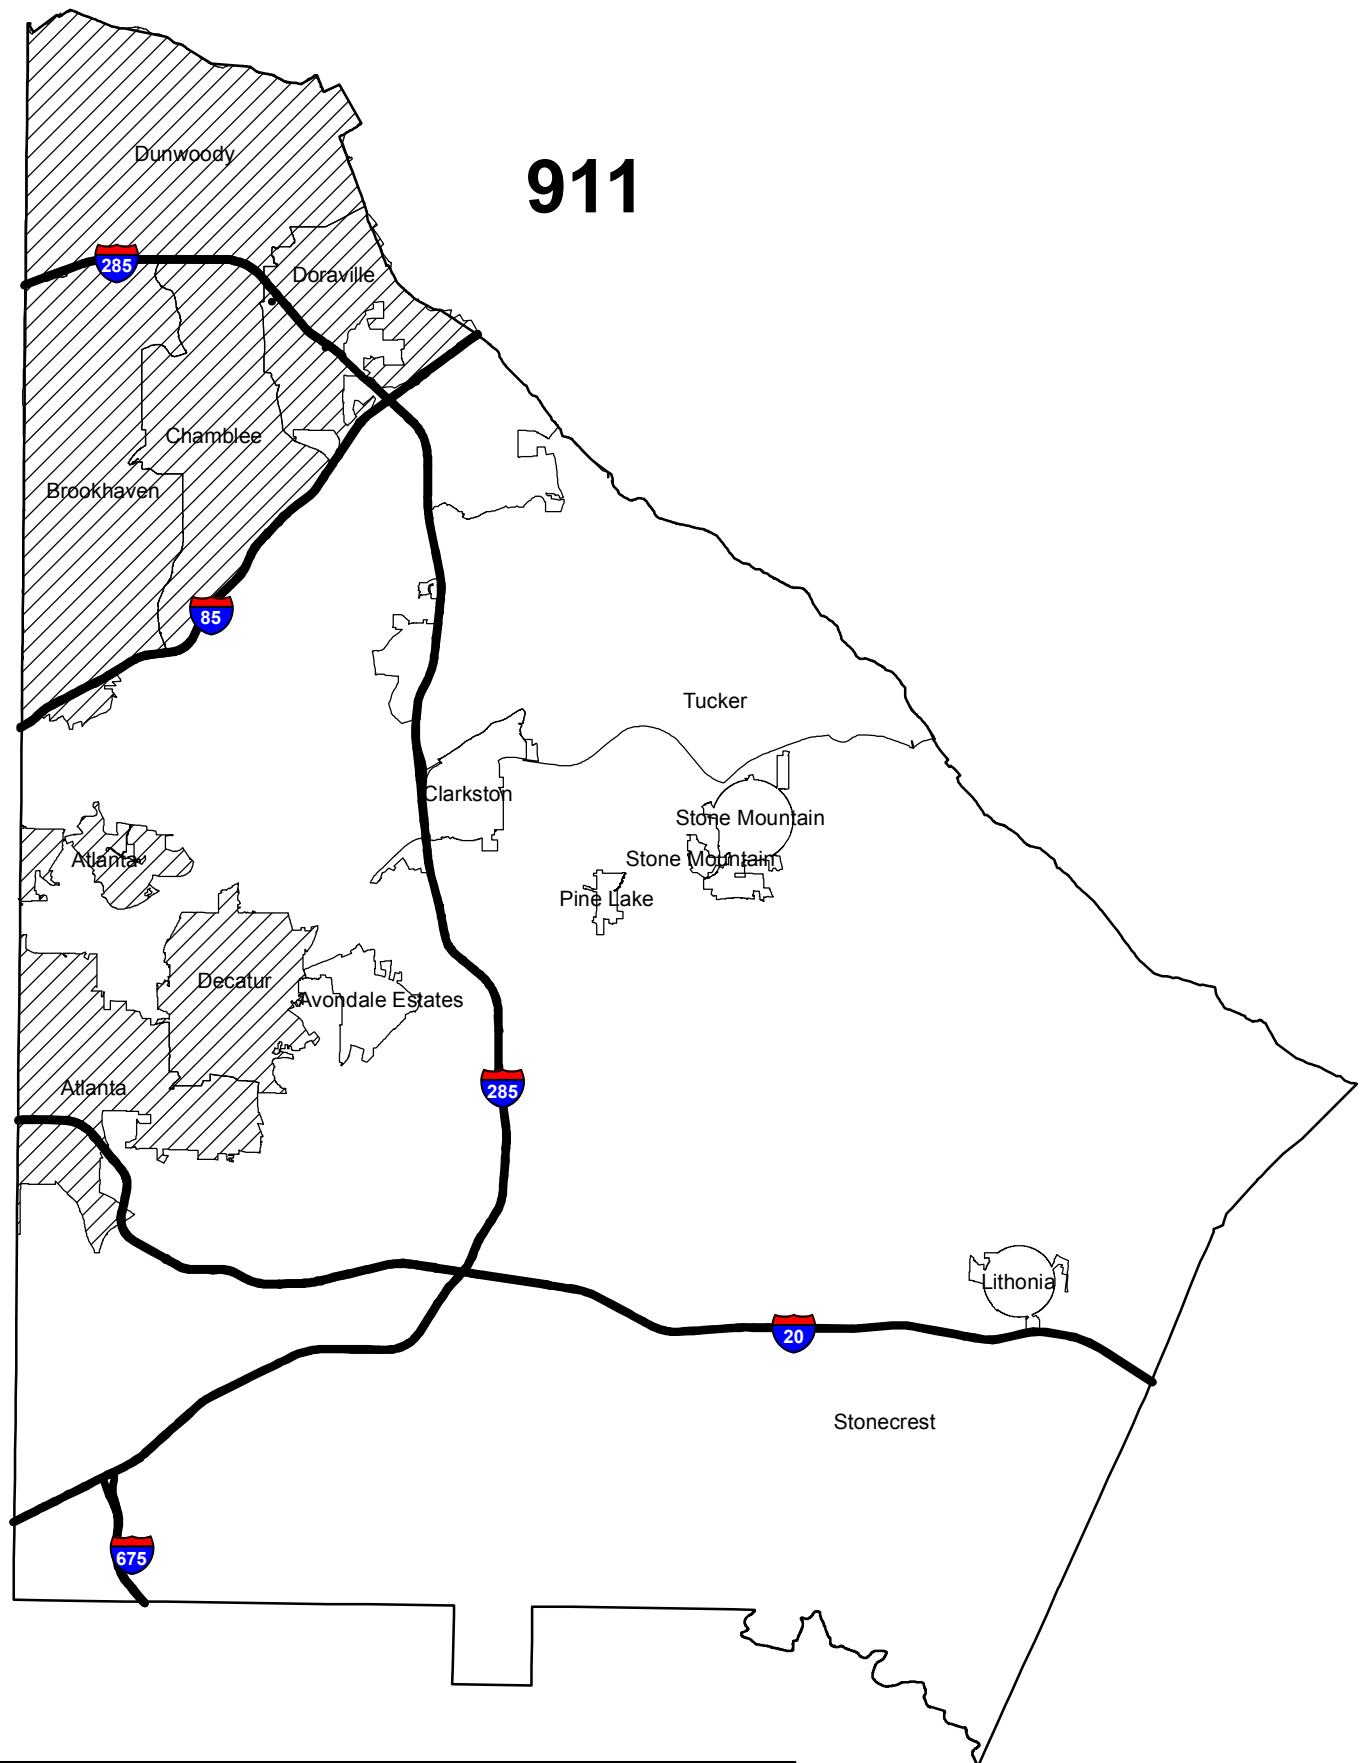 Dunwoody
911
285
Doraville
Chamblee
Brookhaven
85
Tucker
Clarkston
Stone Mountain
Atlanta
Stone Mountain
Pine Lake
Decatur
Avondale Estates
Atlanta
285
Lithonia
20
Stonecrest
675